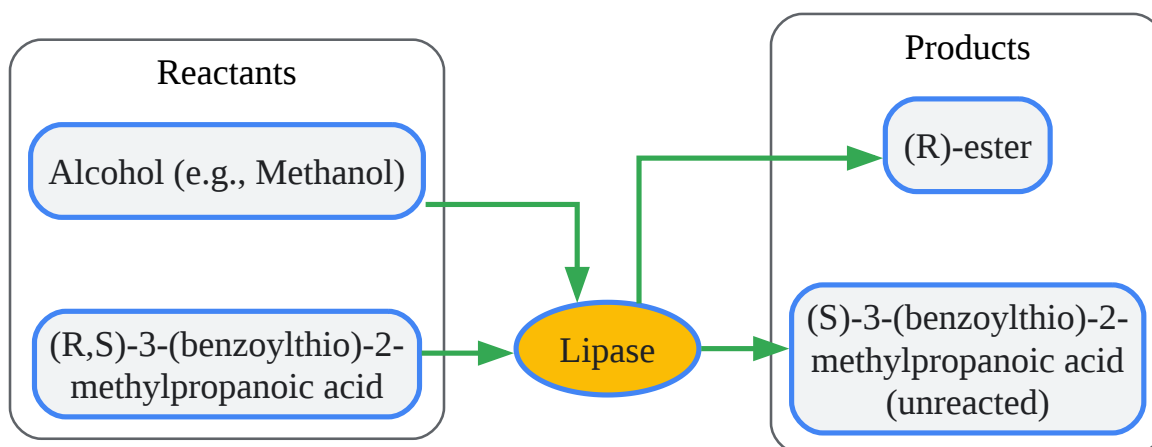 Reactants
Alcohol (e.g., Methanol)
(R,S)-3-(benzoylthio)-2-
methylpropanoic acid
Lipase
Products
(R)-ester
(S)-3-(benzoylthio)-2-
methylpropanoic acid
(unreacted)